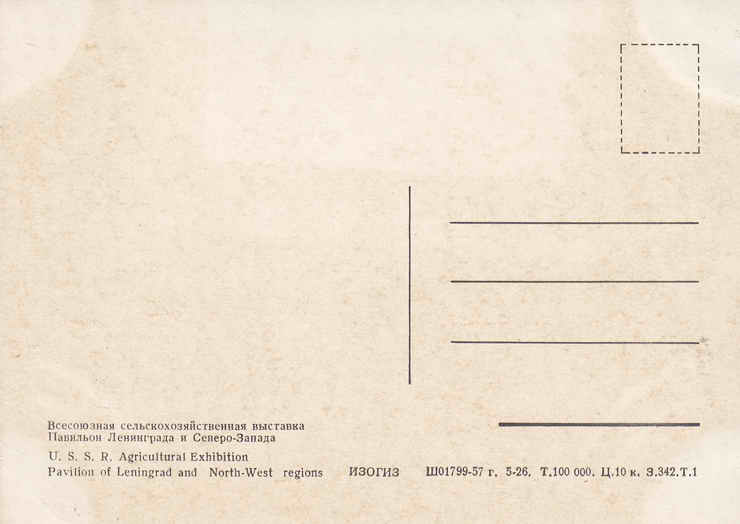 Всесоюзная сельскохозяйственная выставка
Павильон Ленинграда и Северо-Запада
U. S. S. R. Agricultural Exhibition
Pavilion of Leningrad and North-West regions ИЗОГИЗ Ш01799-57 г. 5-26. Т.100 000. Ц.10 к. З.342.Т.1